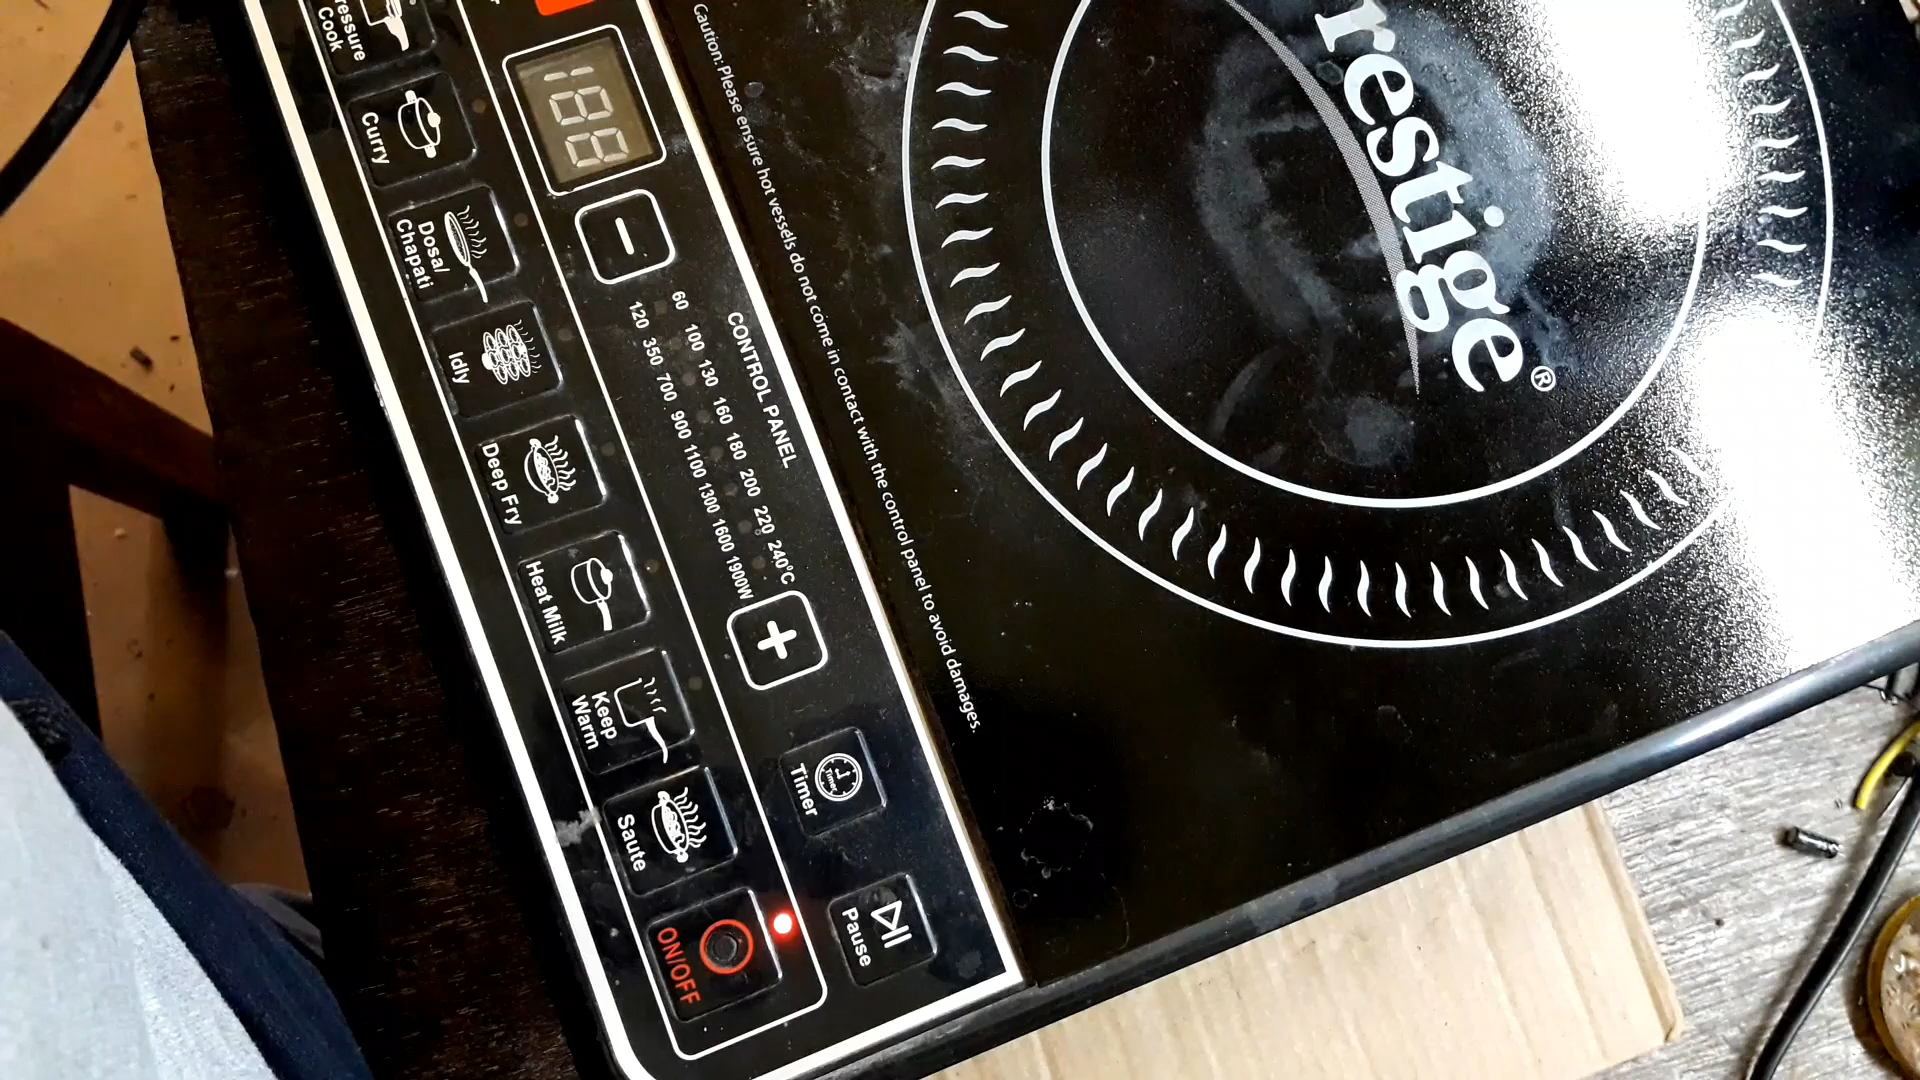 ressure
Cook
Curry
Dosa/
Chapati
Idly
Deep Fry
Heat Milk
Keep
Warm
Saute
ON/OFF
188
−
60 100 130 160 180 200 220 240°C
120 350 700 900 1100 1300 1600 1900W
+
CONTROL PANEL
Timer
Timer
Pause
Caution: Please ensure hot vessels do not come in contact with the control panel to avoid damages.
restige®